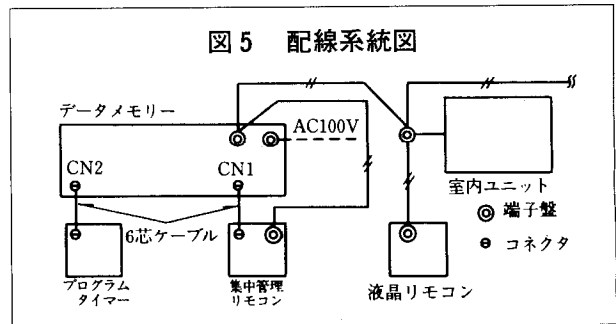 図5 配線系統図
データメモリー
AC100V
CN2
CN1
6芯ケーブル
プログラム
タイマー
集中管理
リモコン
液晶リモコン
室内ユニット
端子盤
コネクタ